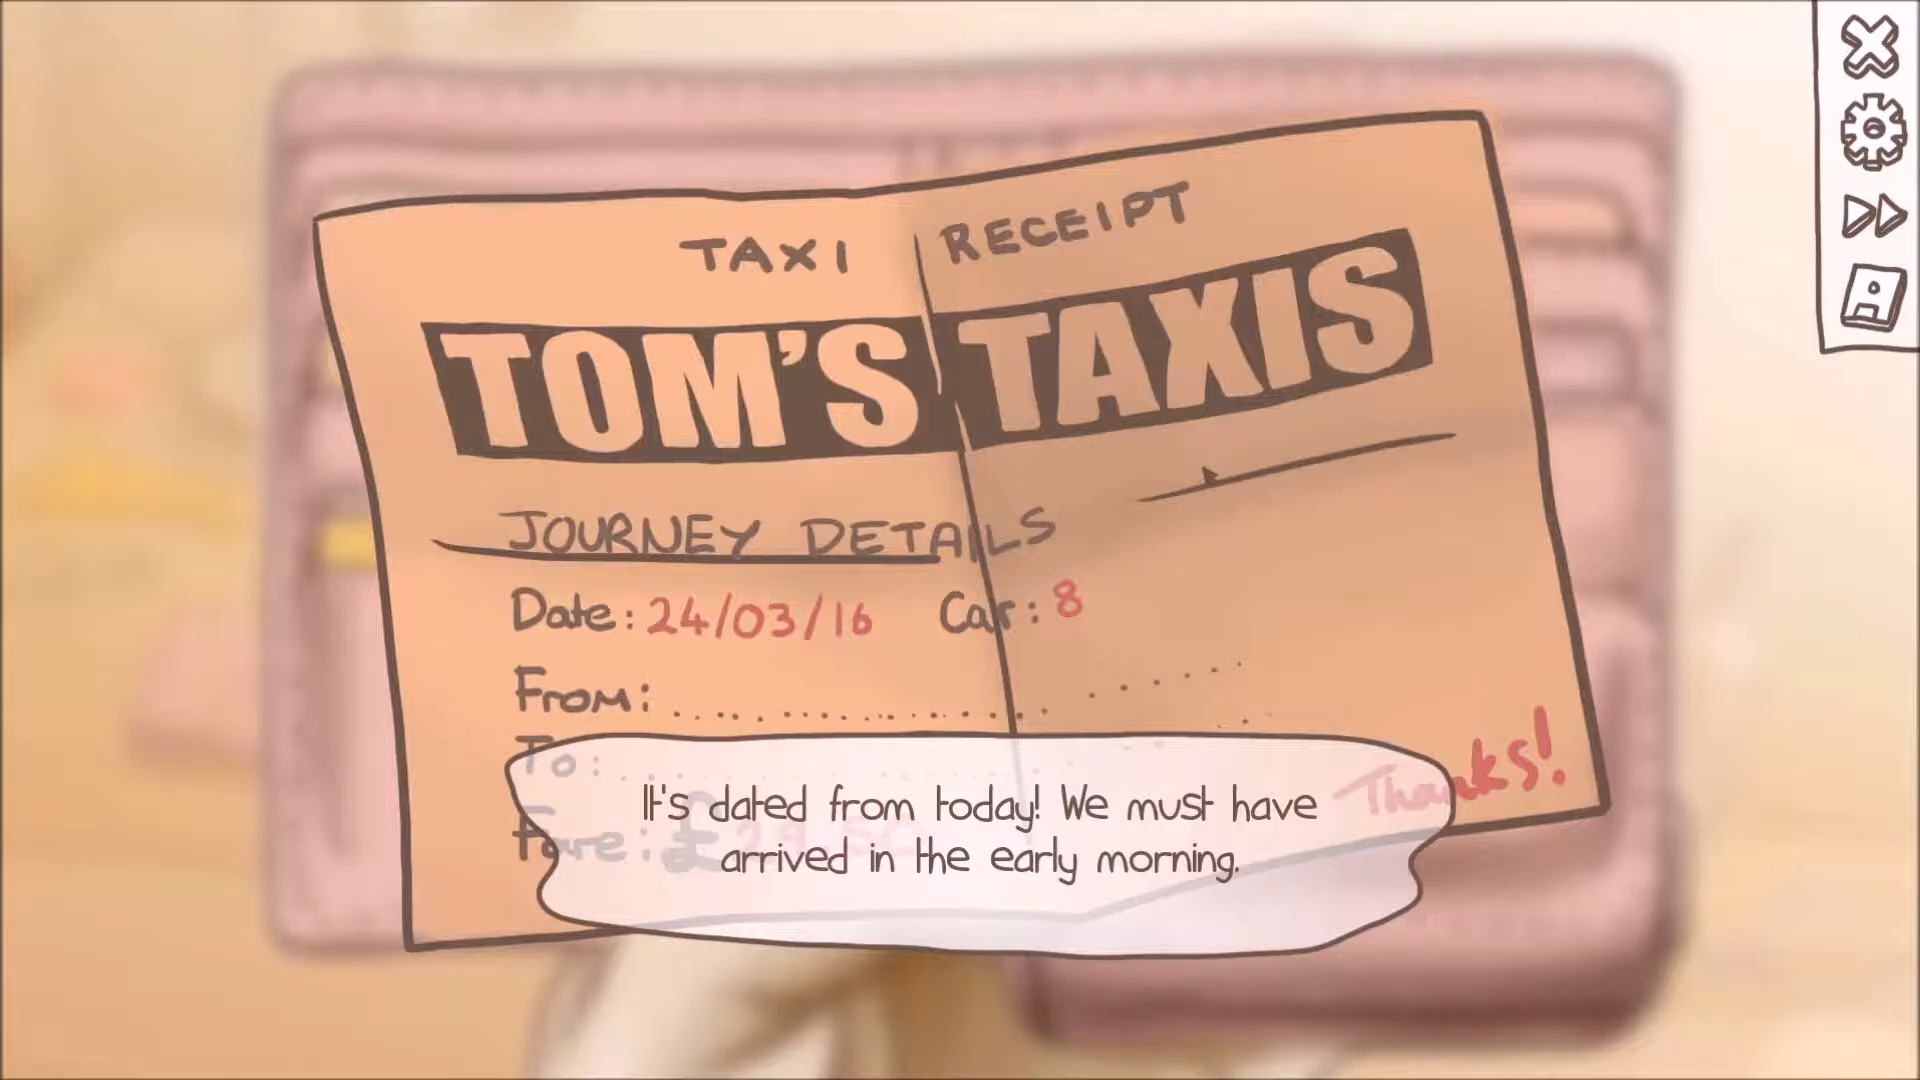 TAXI RECEIPT
TOM'S TAXIS
JOURNEY DETAILS
Date: 24/03/16 Car: 8
From:
To:
Fare: £
Thanks!
It's dated from today! We must have
arrived in the early morning.